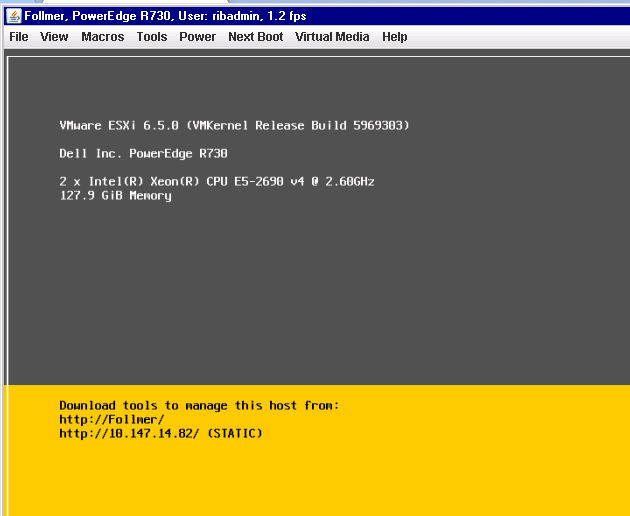 Follmer, PowerEdge R730, User: ribadmin, 1.2 fps
File View Macros Tools Power Next Boot Virtual Media Help
VMware ESXi 6.5.0 (VMKernel Release Build 5969303)
Dell Inc. PowerEdge R730
2 x Intel(R) Xeon(R) CPU E5-2690 v4 @ 2.60GHz
127.9 GiB Memory
Download tools to manage this host from:
http://Follmer/
http://10.147.14.82/ (STATIC)